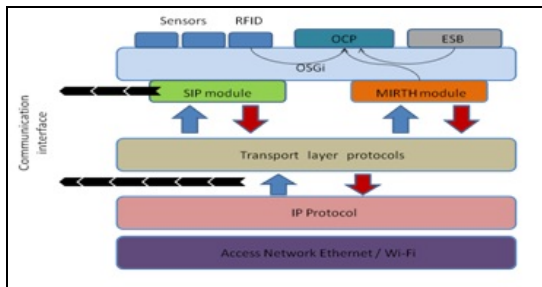 Sensors
RFID
OCP
ESB
OSGi
SIP module
MIRTH module
Communication
interface
Transport layer protocols
IP Protocol
Access Network Ethernet / Wi-Fi